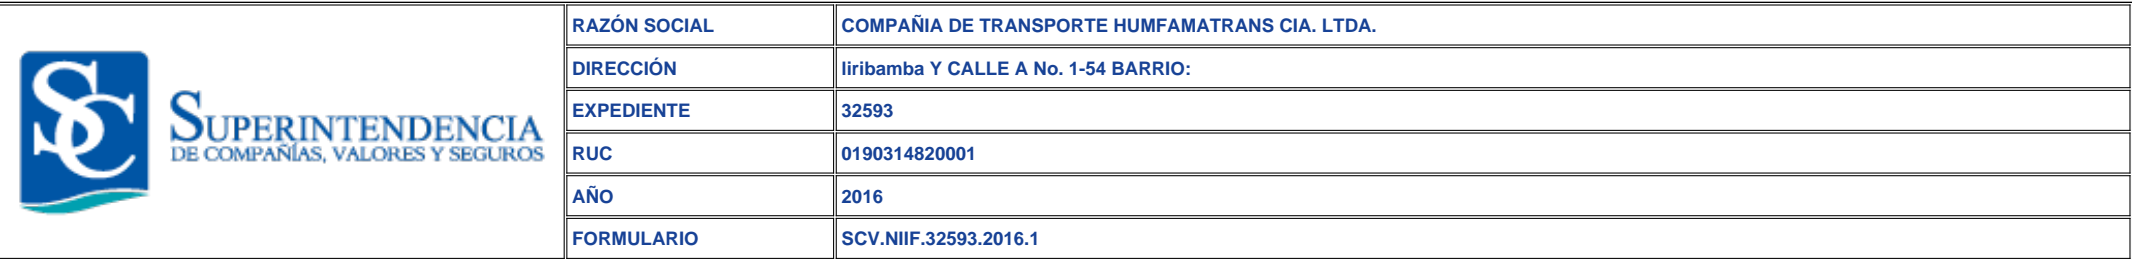 SC
SUPERINTENDENCIA
DE COMPAÑÍAS, VALORES Y SEGUROS
RAZÓN SOCIAL COMPAÑIA DE TRANSPORTE HUMFAMATRANS CIA. LTDA.
DIRECCIÓN liribamba Y CALLE A No. 1-54 BARRIO:
EXPEDIENTE 32593
RUC 0190314820001
AÑO 2016
FORMULARIO SCV.NIIF.32593.2016.1